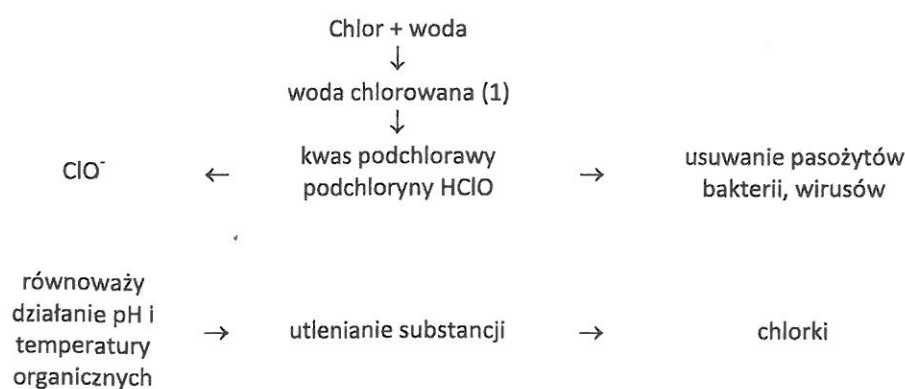 Chlor + woda
↓
woda chlorowana (1)
↓
ClO⁻ ← kwas podchlorawy → usuwanie pasożytów
podchloryny HClO bakterii, wirusów
równoważy
działanie pH i
temperatury → utlenianie substancji → chlorki
organicznych